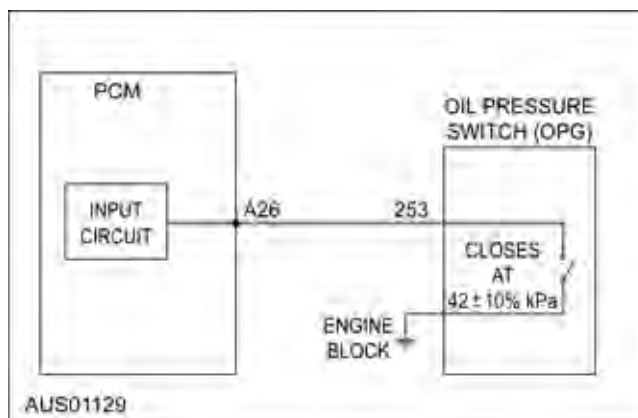 PCM
OIL PRESSURE
SWITCH (OPG)
INPUT
CIRCUIT
A26
253
CLOSES
AT
42 ± 10% kPa
ENGINE
BLOCK
AUS01129